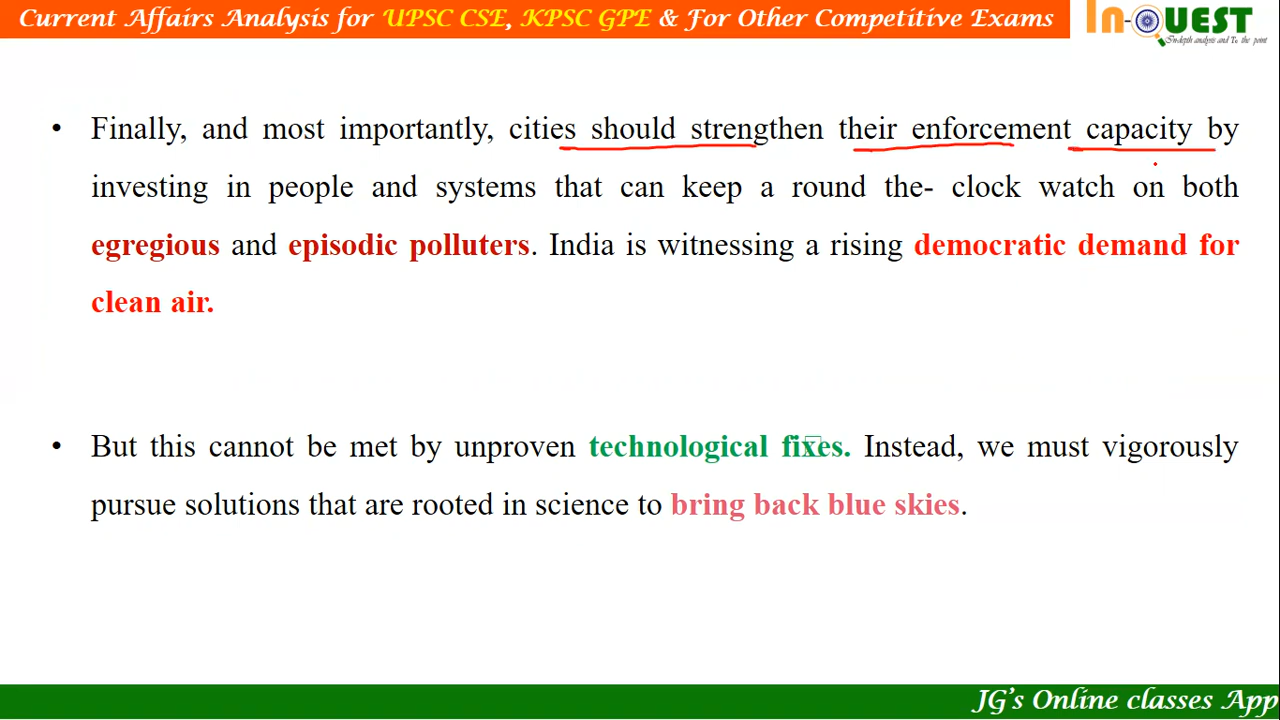 Current Affairs Analysis for UPSC CSE, KPSC GPE & For Other Competitive Exams
In-QUEST
In-depth analysis and To the point
• Finally, and most importantly, cities should strengthen their enforcement capacity by
investing in people and systems that can keep a round the- clock watch on both
egregious and episodic polluters. India is witnessing a rising democratic demand for
clean air.
• But this cannot be met by unproven technological fixes. Instead, we must vigorously
pursue solutions that are rooted in science to bring back blue skies.
JG's Online classes App